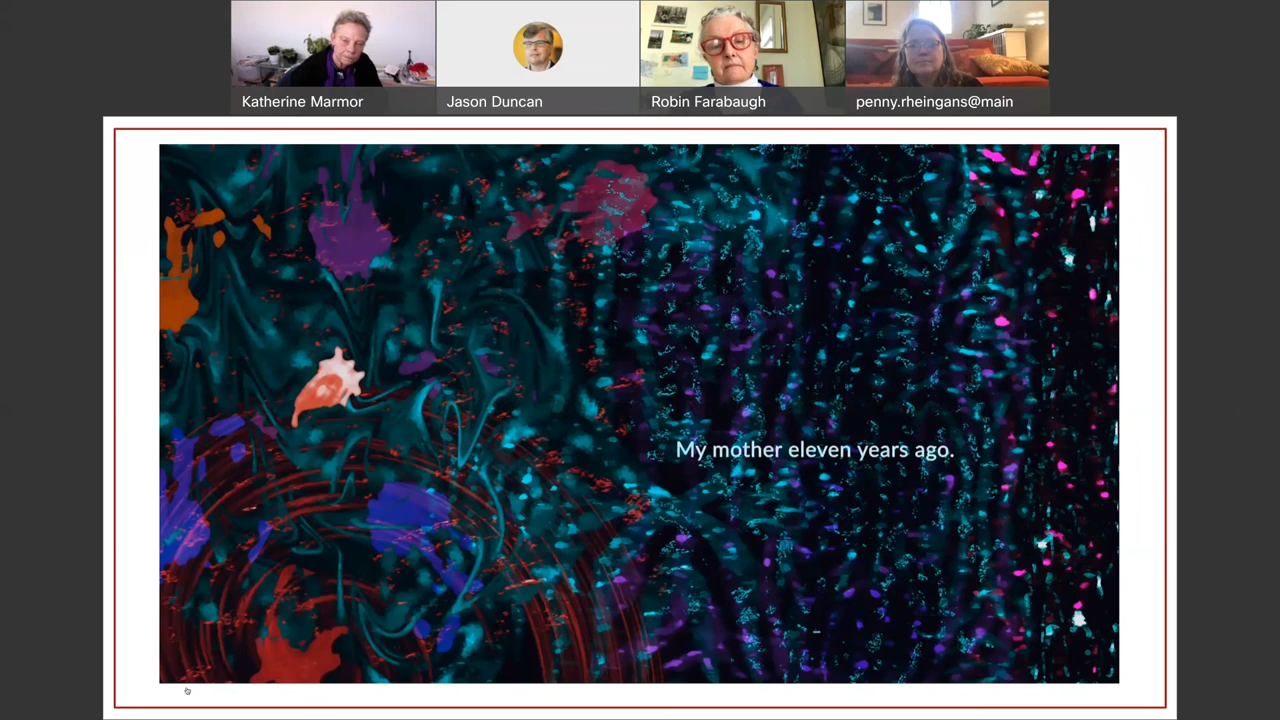 Katherine Marmor
Jason Duncan
Robin Farabaugh
penny.rheingans@main
My mother eleven years ago.